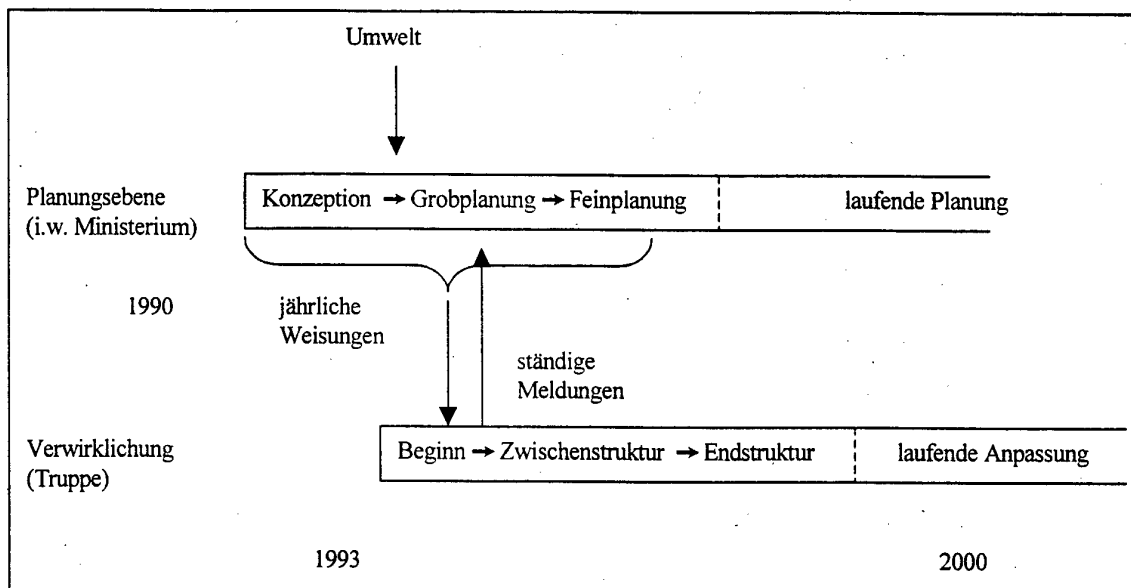 Umwelt
Planungsebene
(i.w. Ministerium)
Konzeption → Grobplanung → Feinplanung
laufende Planung
1990
jährliche
Weisungen
ständige
Meldungen
Verwirklichung
(Truppe)
Beginn → Zwischenstruktur → Endstruktur
laufende Anpassung
1993
2000